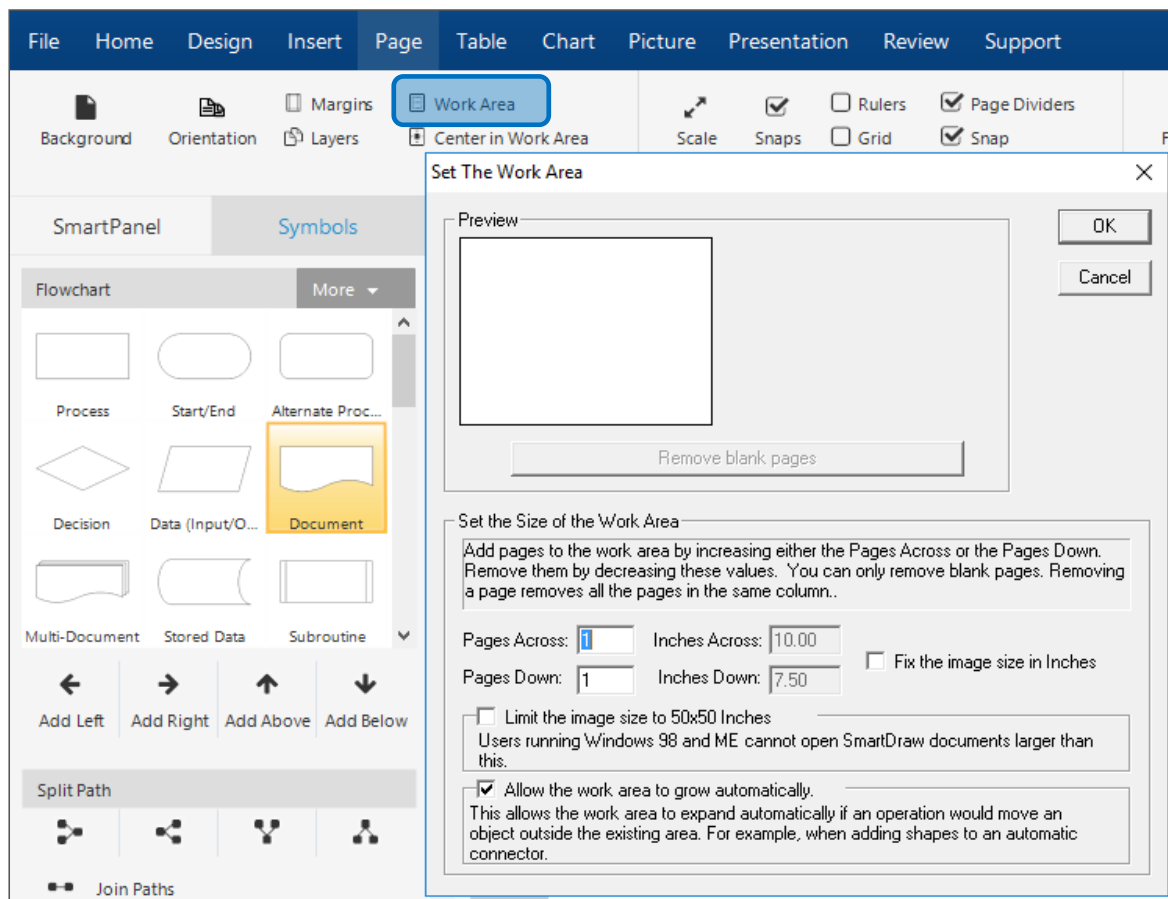 File Home Design Insert Page Table Chart Picture Presentation Review Support
Background Orientation Margins Layers Work Area Center in Work Area Scale Snaps Rulers Grid Page Dividers Snap F
Set The Work Area
SmartPanel Symbols
Flowchart More
Process Start/End Alternate Proc...
Decision Data (Input/O... Document
Multi-Document Stored Data Subroutine
Add Left Add Right Add Above Add Below
Split Path
Join Paths
Preview
OK
Cancel
Remove blank pages
Set the Size of the Work Area
Add pages to the work area by increasing either the Pages Across or the Pages Down.
Remove them by decreasing these values. You can only remove blank pages. Removing
a page removes all the pages in the same column..
Pages Across: 1 Inches Across: 10.00
Fix the image size in Inches
Pages Down: 1 Inches Down: 7.50
Limit the image size to 50x50 Inches
Users running Windows 98 and ME cannot open SmartDraw documents larger than
this.
Allow the work area to grow automatically.
This allows the work area to expand automatically if an operation would move an
object outside the existing area. For example, when adding shapes to an automatic
connector.